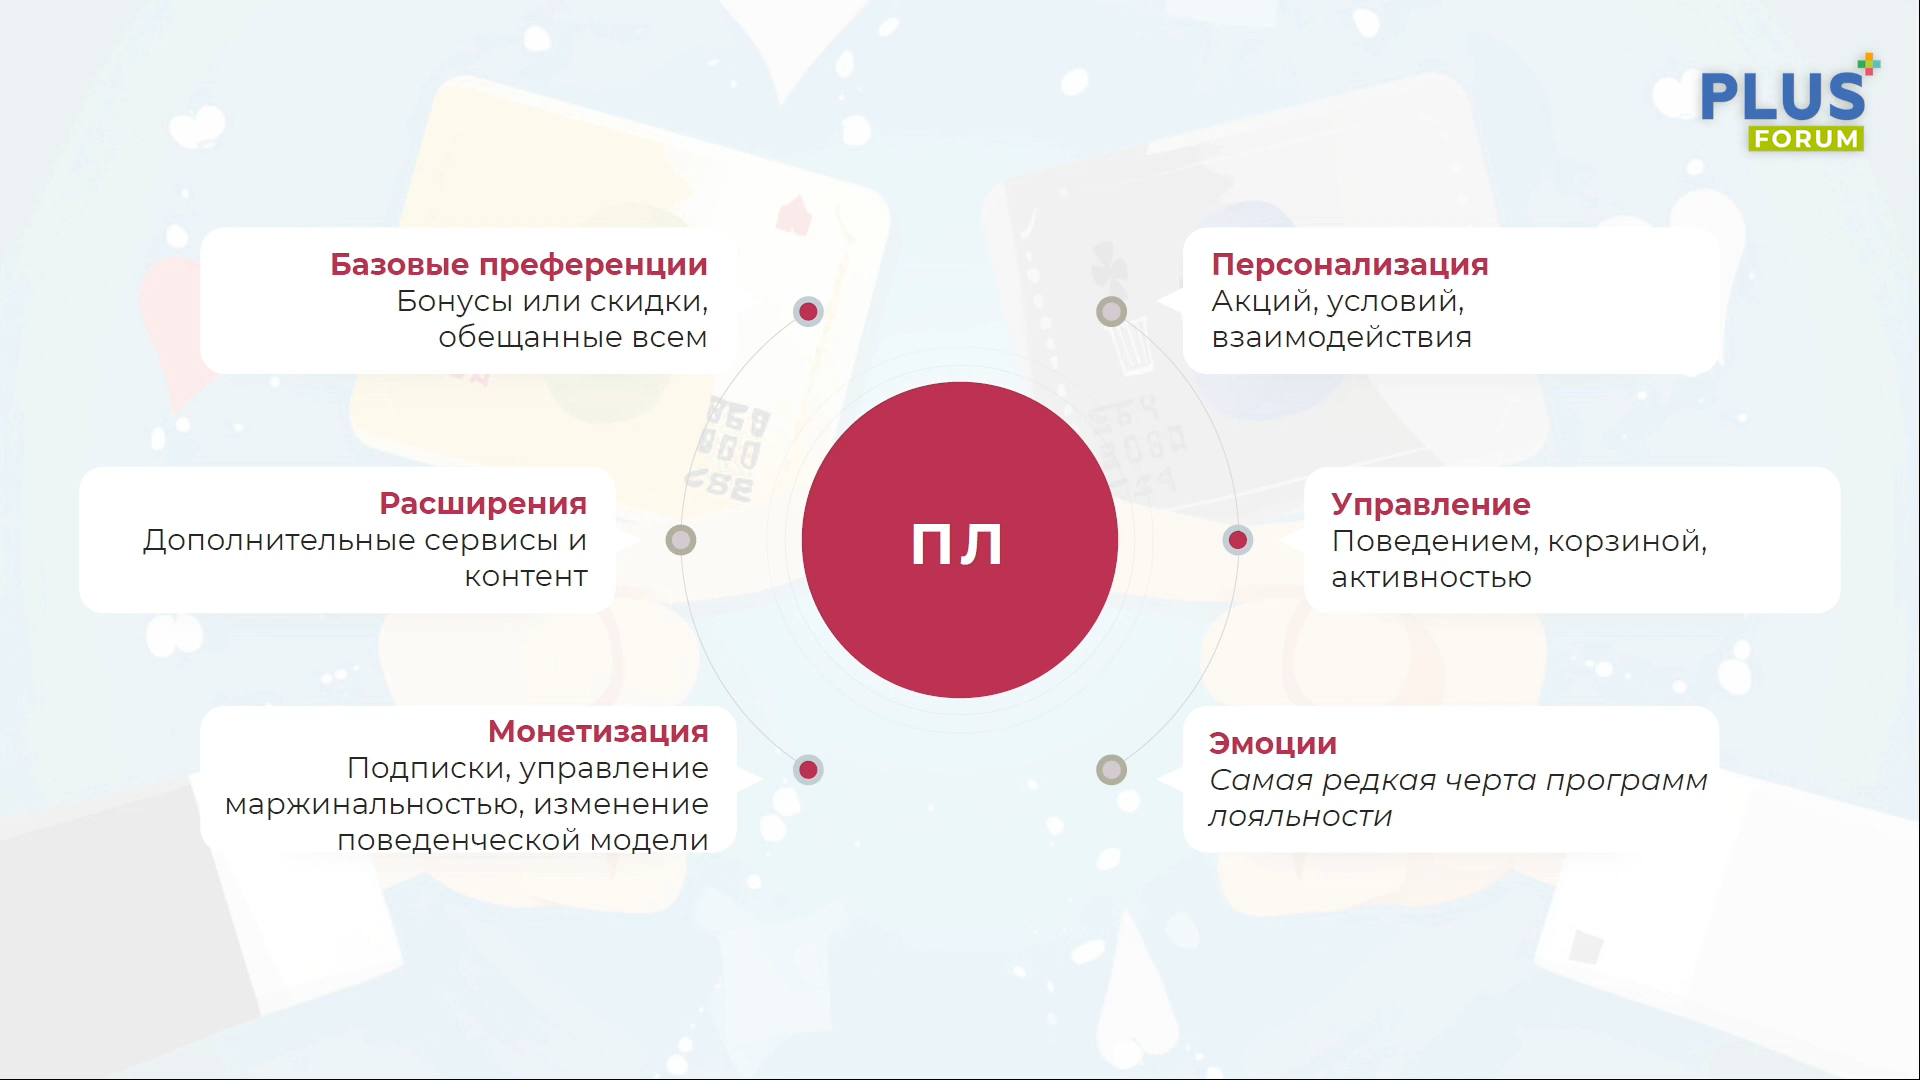 PLUS
FORUM
Базовые преференции
Бонусы или скидки,
обещанные всем
Расширения
Дополнительные сервисы и
контент
Монетизация
Подписки, управление
маржинальностью, изменение
поведенческой модели
ПЛ
Персонализация
Акций, условий,
взаимодействия
Управление
Поведением, корзиной,
активностью
Эмоции
Самая редкая черта программ
лояльности